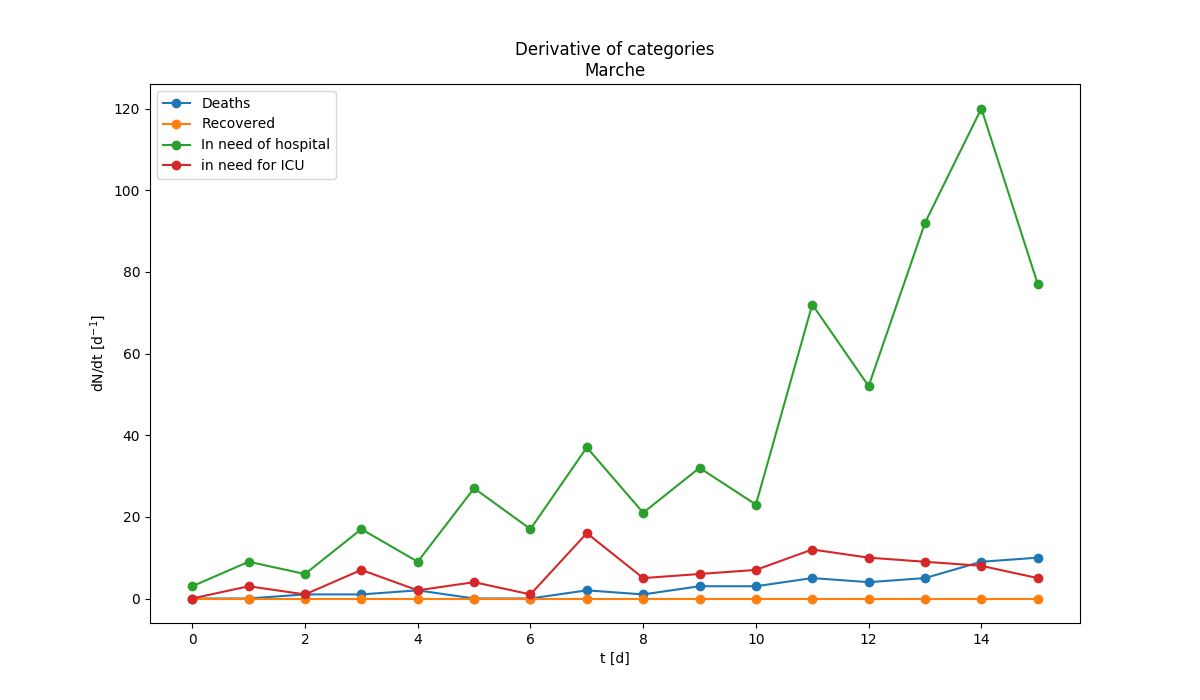 Derivative of categories
Marche
Deaths
Recovered
In need of hospital
in need for ICU
120
100
80
60
40
20
0
dN/dt [d⁻¹]
0 2 4 6 8 10 12 14
t [d]